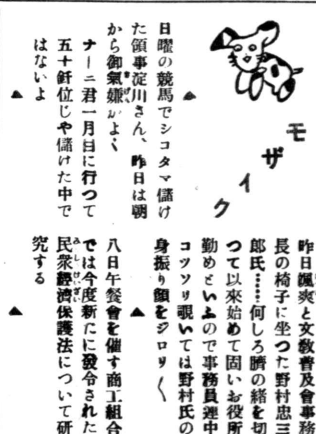 モザイク
昨日颯爽と文教普及會事務
長の椅子に坐つた野村忠三
郎氏……何しろ臍の緒を切
つて以來始めて固いお役所
勤めといふので事務員連中
コツソリ覗いては野村氏の
身振り顔をジロリ〱
▲
八日午餐會を催す商工組合
では今度新たに發令された
民衆經濟保護法について研
究する
▲
日曜の競馬でシコタマ儲け
た領事淀川さん、昨日は朝
から御氣嫌がよく
ナーニ君一月目に行つて
五十釬位じや儲けた中で
はないよ
▲